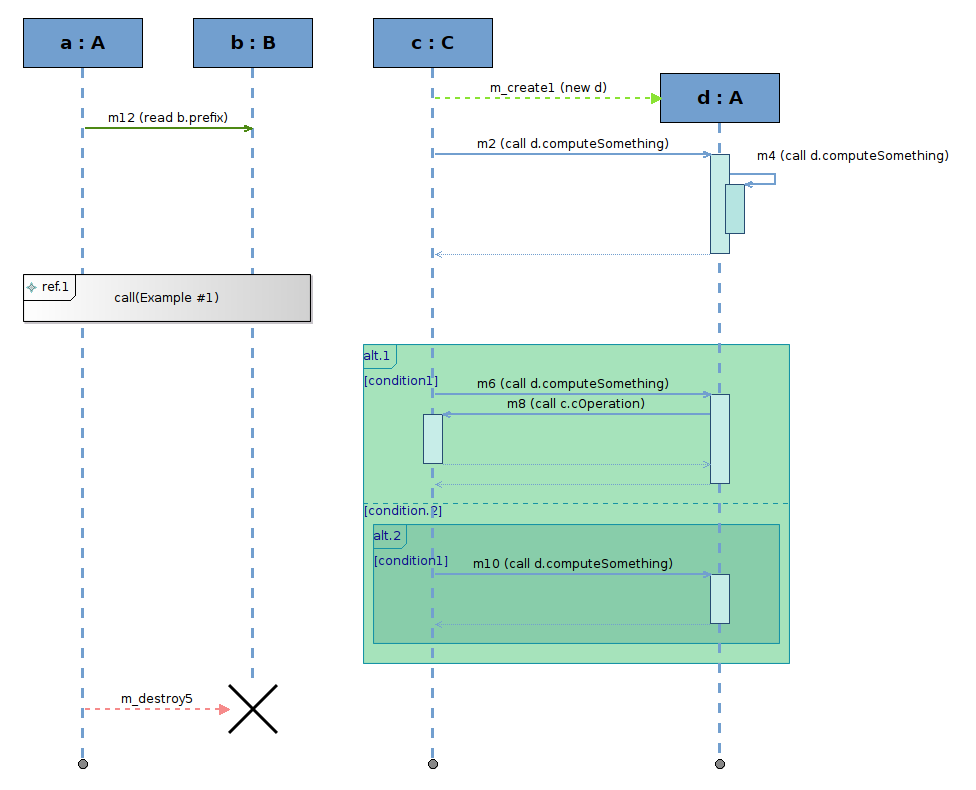 a : A
b : B
c : C
m_create1 (new d)
d : A
m12 (read b.prefix)
m2 (call d.computeSomething)
m4 (call d.computeSomething)
ref.1
call(Example #1)
alt.1
[condition1]
m6 (call d.computeSomething)
m8 (call c.cOperation)
[condition.2]
alt.2
[condition1]
m10 (call d.computeSomething)
m_destroy5